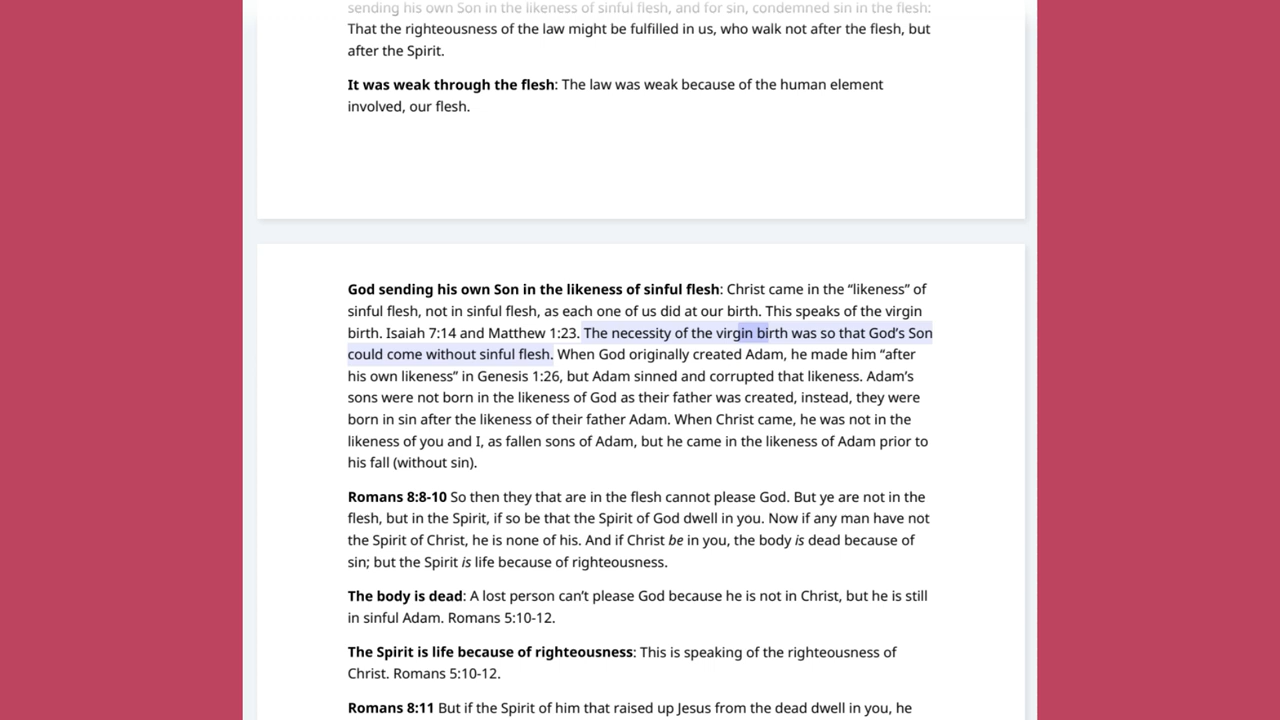 sending his own Son in the likeness of sinful flesh, and for sin, condemned sin in the flesh:
That the righteousness of the law might be fulfilled in us, who walk not after the flesh, but
after the Spirit.
It was weak through the flesh: The law was weak because of the human element
involved, our flesh.
God sending his own Son in the likeness of sinful flesh: Christ came in the “likeness” of
sinful flesh, not in sinful flesh, as each one of us did at our birth. This speaks of the virgin
birth. Isaiah 7:14 and Matthew 1:23. The necessity of the virgin birth was so that God’s Son
could come without sinful flesh. When God originally created Adam, he made him “after
his own likeness” in Genesis 1:26, but Adam sinned and corrupted that likeness. Adam’s
sons were not born in the likeness of God as their father was created, instead, they were
born in sin after the likeness of their father Adam. When Christ came, he was not in the
likeness of you and I, as fallen sons of Adam, but he came in the likeness of Adam prior to
his fall (without sin).
Romans 8:8-10 So then they that are in the flesh cannot please God. But ye are not in the
flesh, but in the Spirit, if so be that the Spirit of God dwell in you. Now if any man have not
the Spirit of Christ, he is none of his. And if Christ be in you, the body is dead because of
sin; but the Spirit is life because of righteousness.
The body is dead: A lost person can’t please God because he is not in Christ, but he is still
in sinful Adam. Romans 5:10-12.
The Spirit is life because of righteousness: This is speaking of the righteousness of
Christ. Romans 5:10-12.
Romans 8:11 But if the Spirit of him that raised up Jesus from the dead dwell in you, he